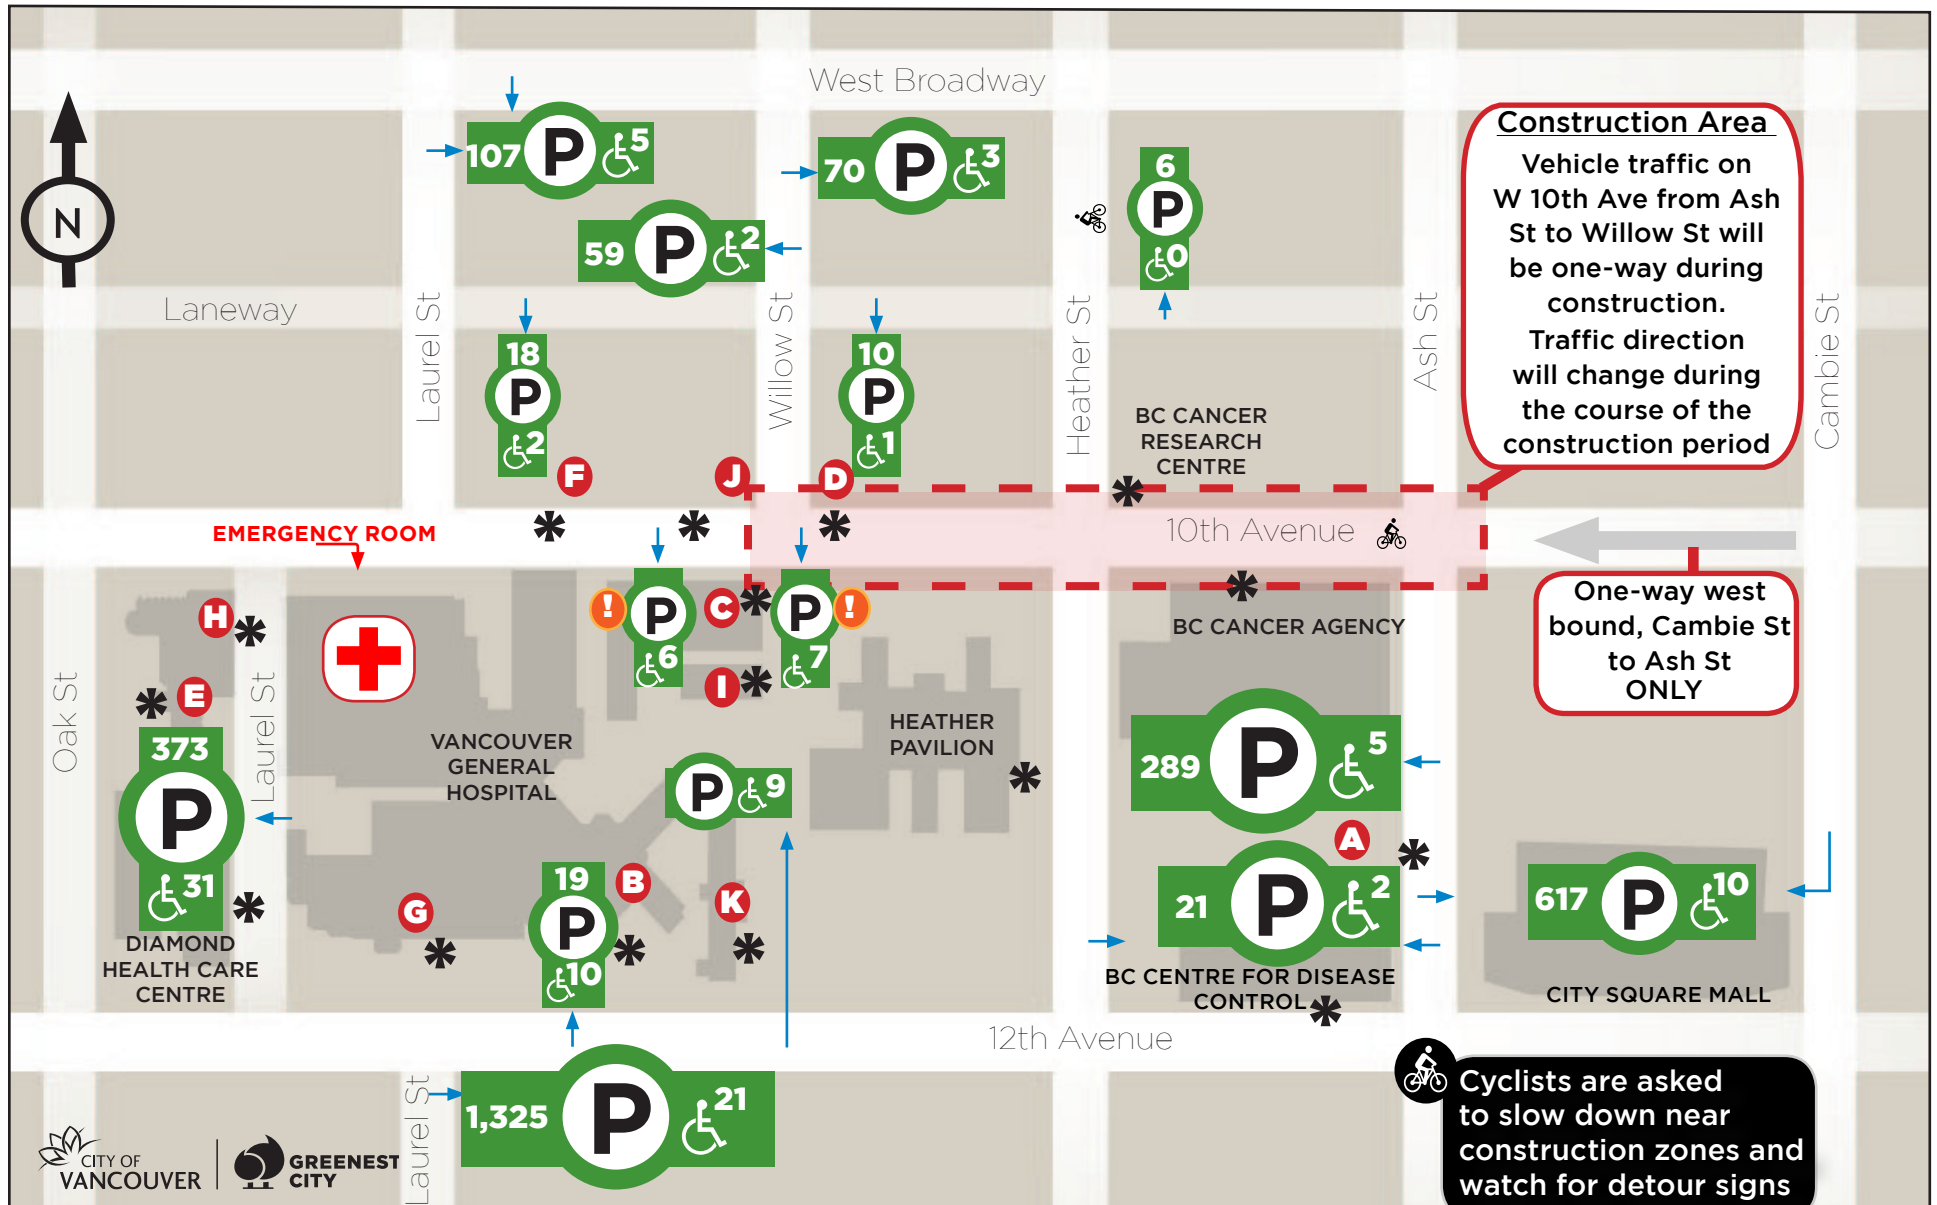 West Broadway
N
107 P 5
70 P 3
59 P 2
6
P
0
Construction Area
Vehicle traffic on
W 10th Ave from Ash
St to Willow St will
be one-way during
construction.
Traffic direction
will change during
the course of the
construction period
Laneway
Laurel St
Willow St
Heather St
Ash St
Cambie St
18
P
2
10
P
1
BC CANCER
RESEARCH
CENTRE
F
J
D
EMERGENCY ROOM
10th Avenue
One-way west
bound, Cambie St
to Ash St
ONLY
H
E
!
P
6
C
I
P
7
!
BC CANCER AGENCY
Oak St
Laurel St
373
P
31
DIAMOND
HEALTH CARE
CENTRE
VANCOUVER
GENERAL
HOSPITAL
HEATHER
PAVILION
P 9
289 P 5
A
21 P 2
BC CENTRE FOR DISEASE
CONTROL
617 P 10
CITY SQUARE MALL
G
19
P
10
B
K
12th Avenue
Laurel St
1,325 P 21
CITY OF
VANCOUVER
GREENEST
CITY
Cyclists are asked
to slow down near
construction zones and
watch for detour signs